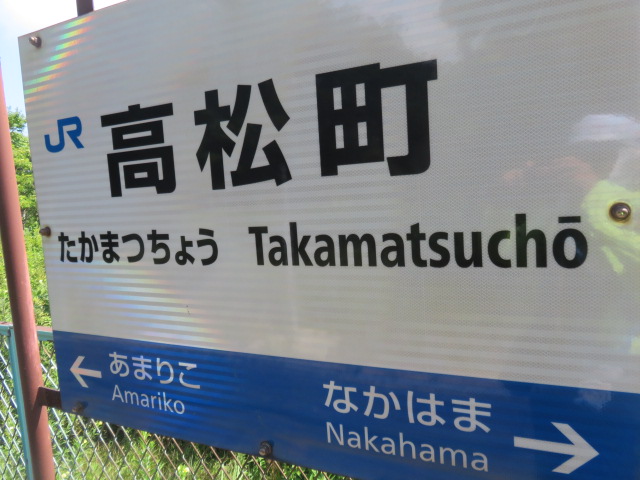 JR 高松町
たかまつちょう Takamatsuchō
← あまりこ
Amariko
なかはま →
Nakahama